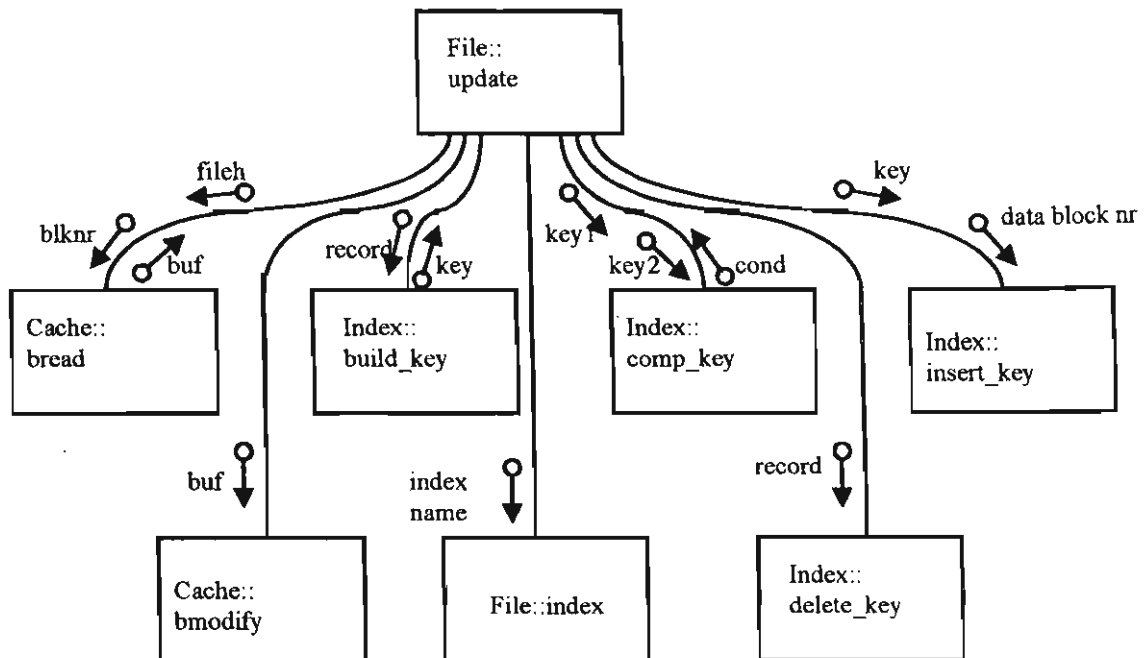 File::
update
fileh
key
blknr
buf
record
key
key1
key2
cond
data block nr
Cache::
bread
Index::
build_key
Index::
comp_key
Index::
insert_key
buf
index
name
record
Cache::
bmodify
File::index
Index::
delete_key